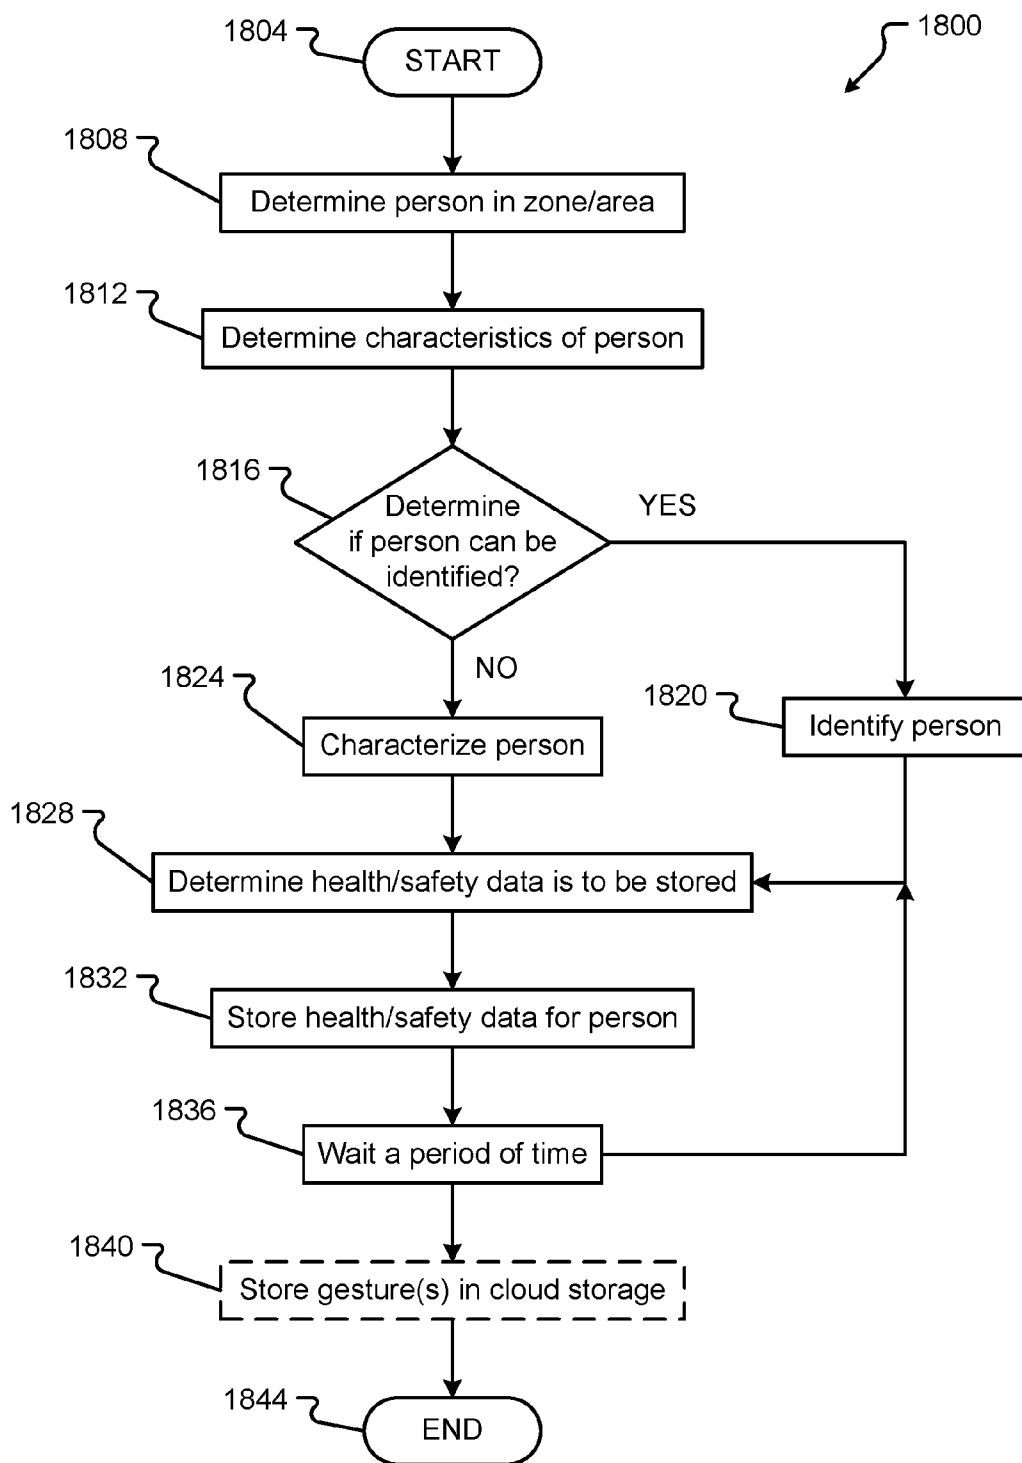 1800
1804
START
1808
Determine person in zone/area
1812
Determine characteristics of person
1816
Determine
if person can be
identified?
YES
NO
1820
Identify person
1824
Characterize person
1828
Determine health/safety data is to be stored
1832
Store health/safety data for person
1836
Wait a period of time
1840
Store gesture(s) in cloud storage
1844
END